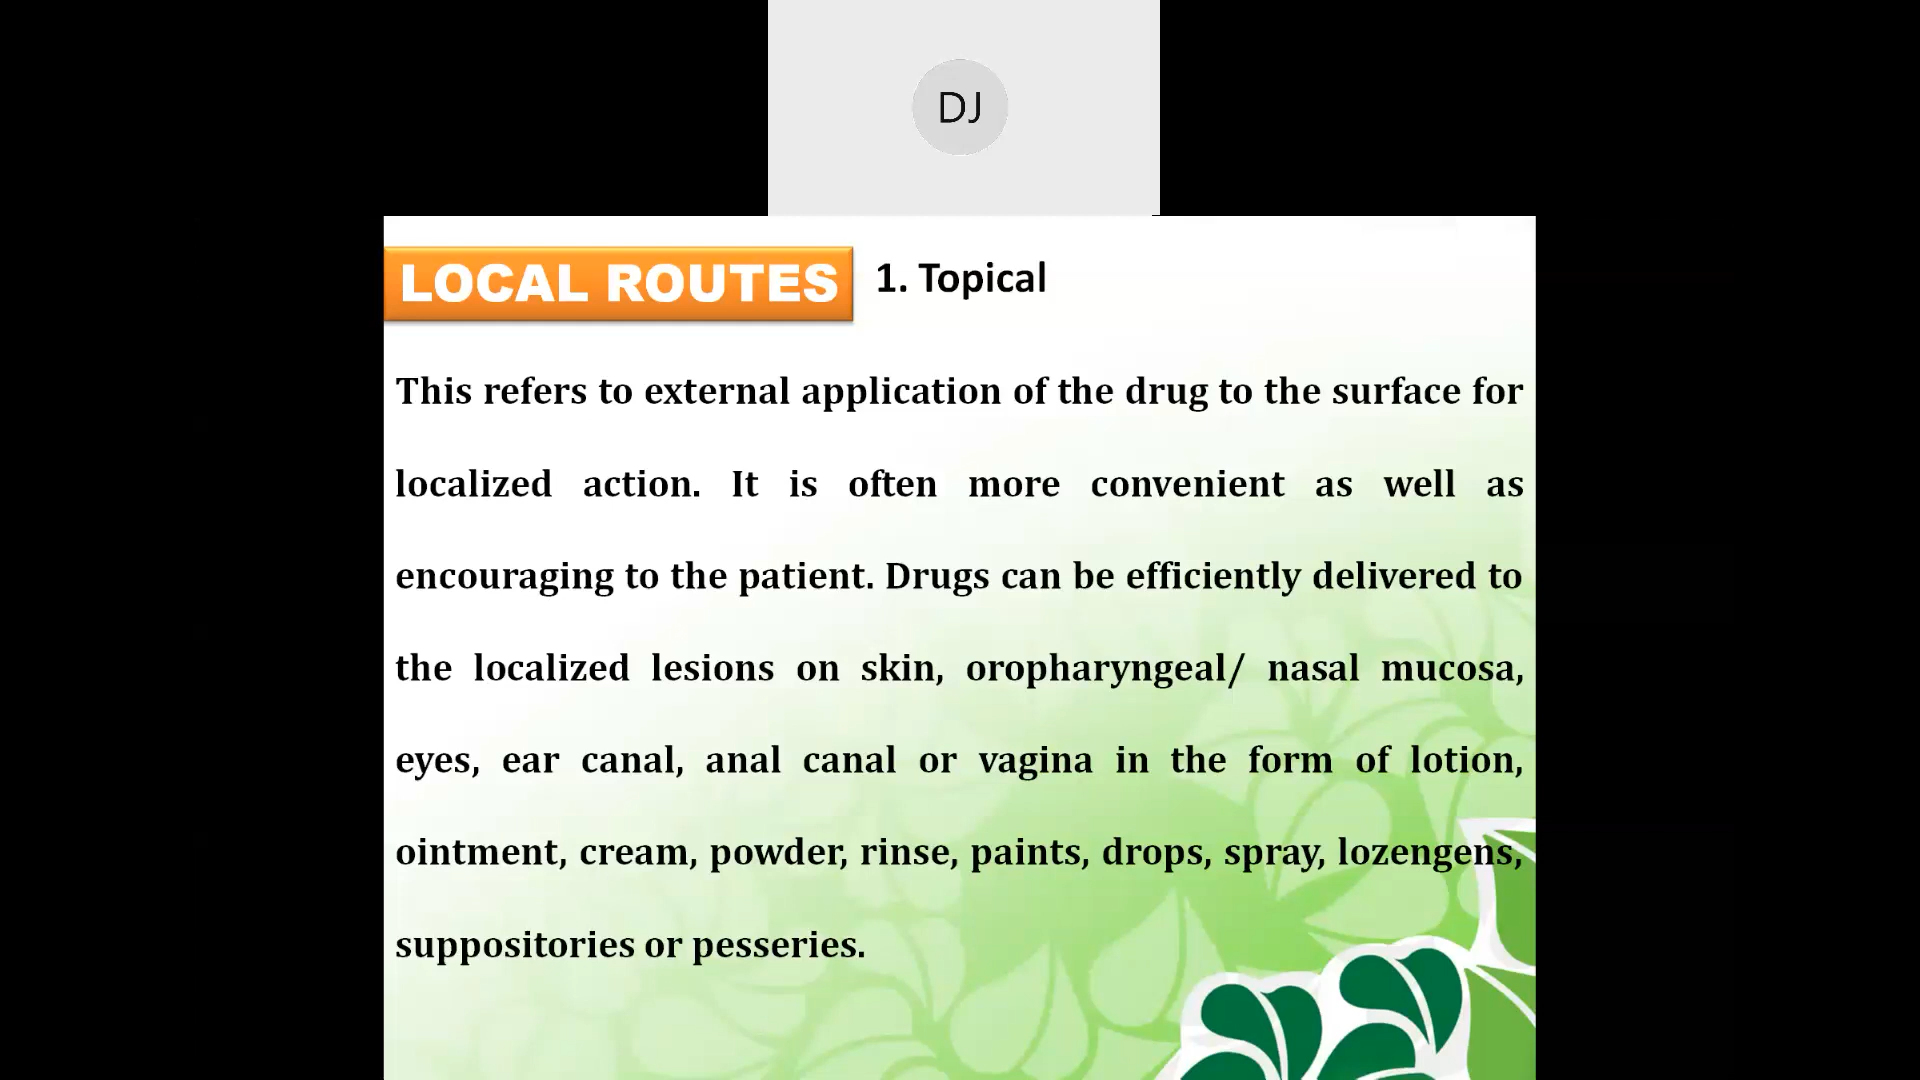 DJ
LOCAL ROUTES 1. Topical
This refers to external application of the drug to the surface for
localized action. It is often more convenient as well as
encouraging to the patient. Drugs can be efficiently delivered to
the localized lesions on skin, oropharyngeal/ nasal mucosa,
eyes, ear canal, anal canal or vagina in the form of lotion,
ointment, cream, powder, rinse, paints, drops, spray, lozengens,
suppositories or pesseries.